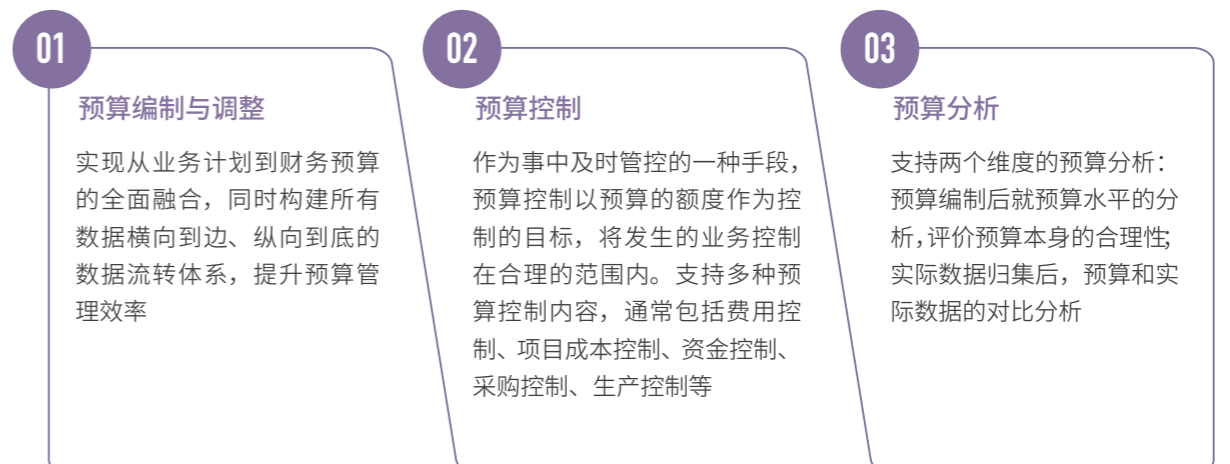 01
预算编制与调整
实现从业务计划到财务预算
的全面融合，同时构建所有
数据横向到边、纵向到底的
数据流转体系，提升预算管
理效率
02
预算控制
作为事中及时管控的一种手段，
预算控制以预算的额度作为控
制的目标，将发生的业务控制
在合理的范围内。支持多种预
算控制内容，通常包括费用控
制、项目成本控制、资金控制、
采购控制、生产控制等
03
预算分析
支持两个维度的预算分析：
预算编制后就预算水平的分
析，评价预算本身的合理性；
实际数据归集后，预算和实
际数据的对比分析